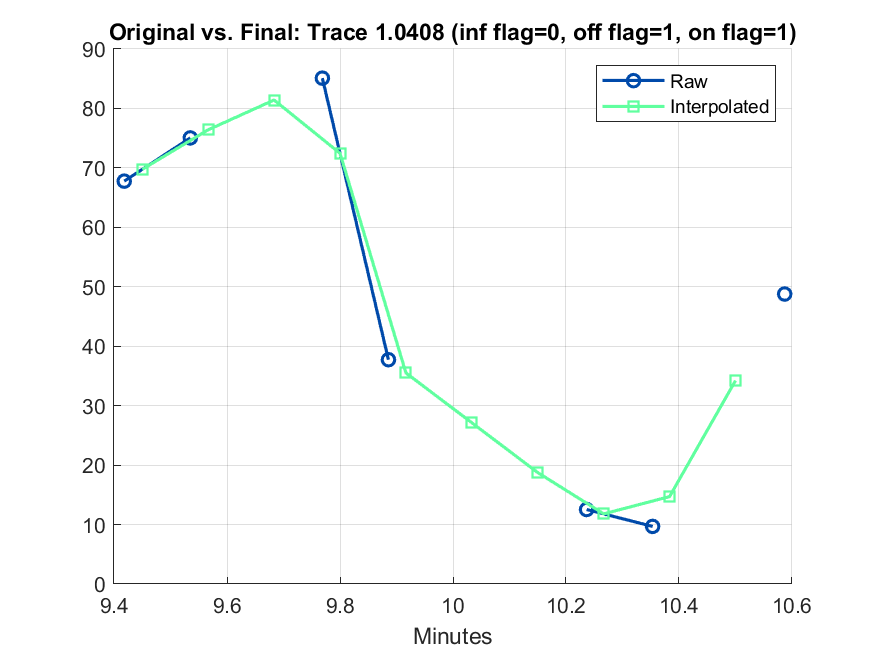 Original vs. Final: Trace 1.0408 (inf flag=0, off flag=1, on flag=1)
90
80
70
60
50
40
30
20
10
0
Raw
Interpolated
9.4 9.6 9.8 10 10.2 10.4 10.6
Minutes